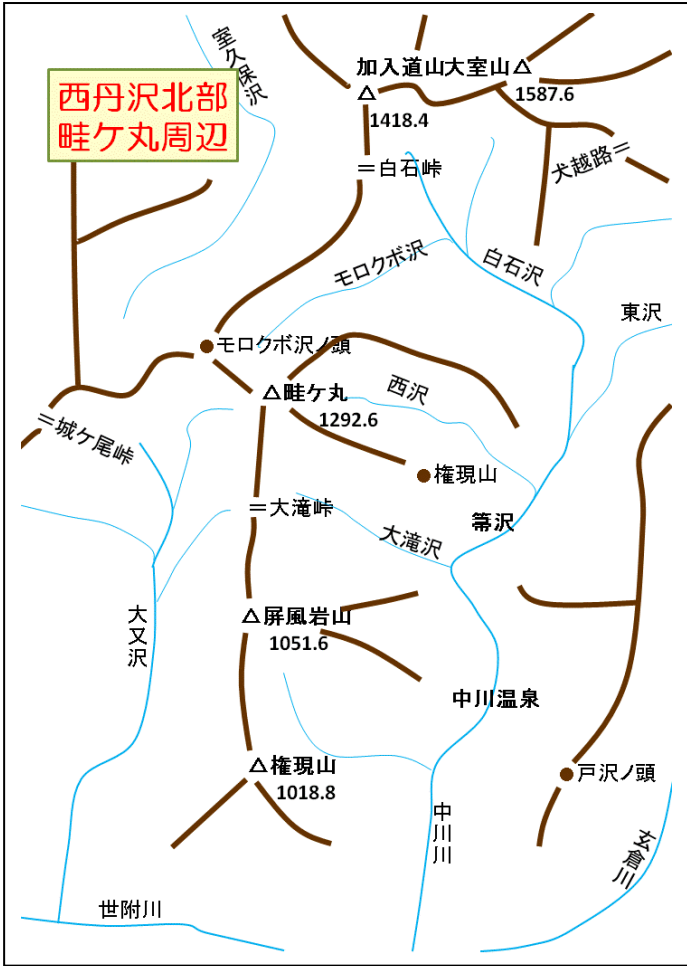 室久保沢
西丹沢北部
畦ケ丸周辺
加入道山大室山△
△
1587.6
1418.4
＝白石峠
犬越路＝
モロクボ沢
白石沢
東沢
モロクボ沢ノ頭
△畦ケ丸
1292.6
西沢
＝城ケ尾峠
権現山
＝大滝峠
大滝沢
箒沢
大又沢
△屏風岩山
1051.6
中川温泉
△権現山
1018.8
戸沢ノ頭
中川川
玄倉川
世附川